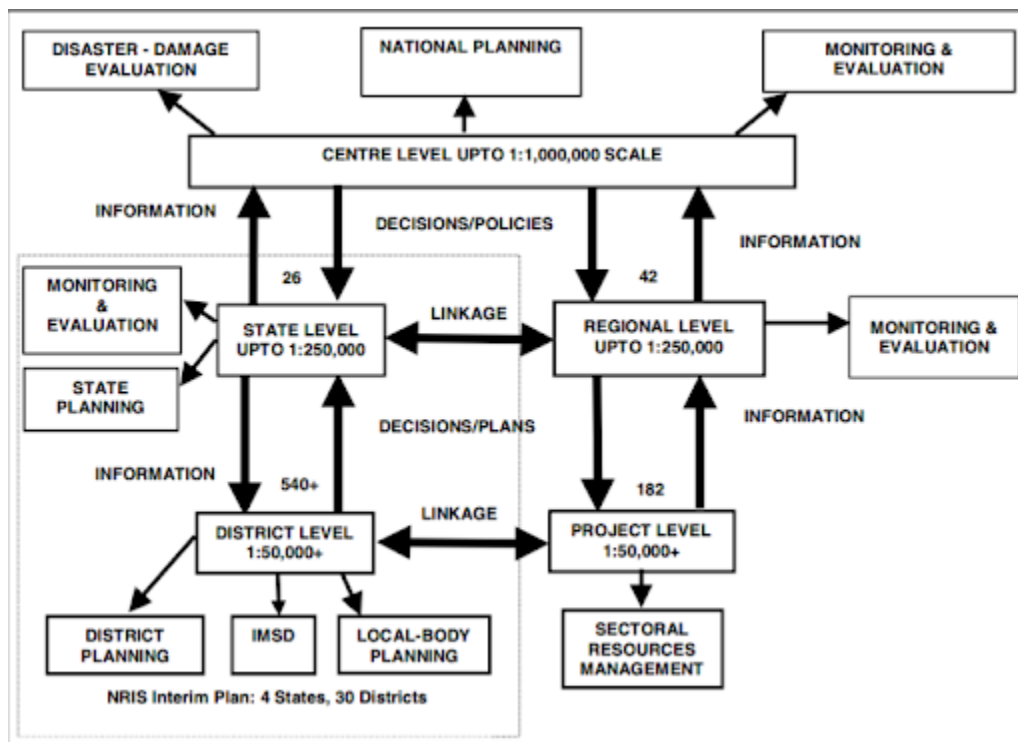 DISASTER - DAMAGE
EVALUATION
NATIONAL PLANNING
MONITORING &
EVALUATION
CENTRE LEVEL UPTO 1:1,000,000 SCALE
INFORMATION
DECISIONS/POLICIES
INFORMATION
26
42
MONITORING
&
EVALUATION
STATE LEVEL
UPTO 1:250,000
LINKAGE
REGIONAL LEVEL
UPTO 1:250,000
MONITORING &
EVALUATION
STATE
PLANNING
DECISIONS/PLANS
INFORMATION
INFORMATION
540+
182
DISTRICT LEVEL
1:50,000+
LINKAGE
PROJECT LEVEL
1:50,000+
DISTRICT
PLANNING
IMSD
LOCAL-BODY
PLANNING
SECTORAL
RESOURCES
MANAGEMENT
NRIS Interim Plan: 4 States, 30 Districts